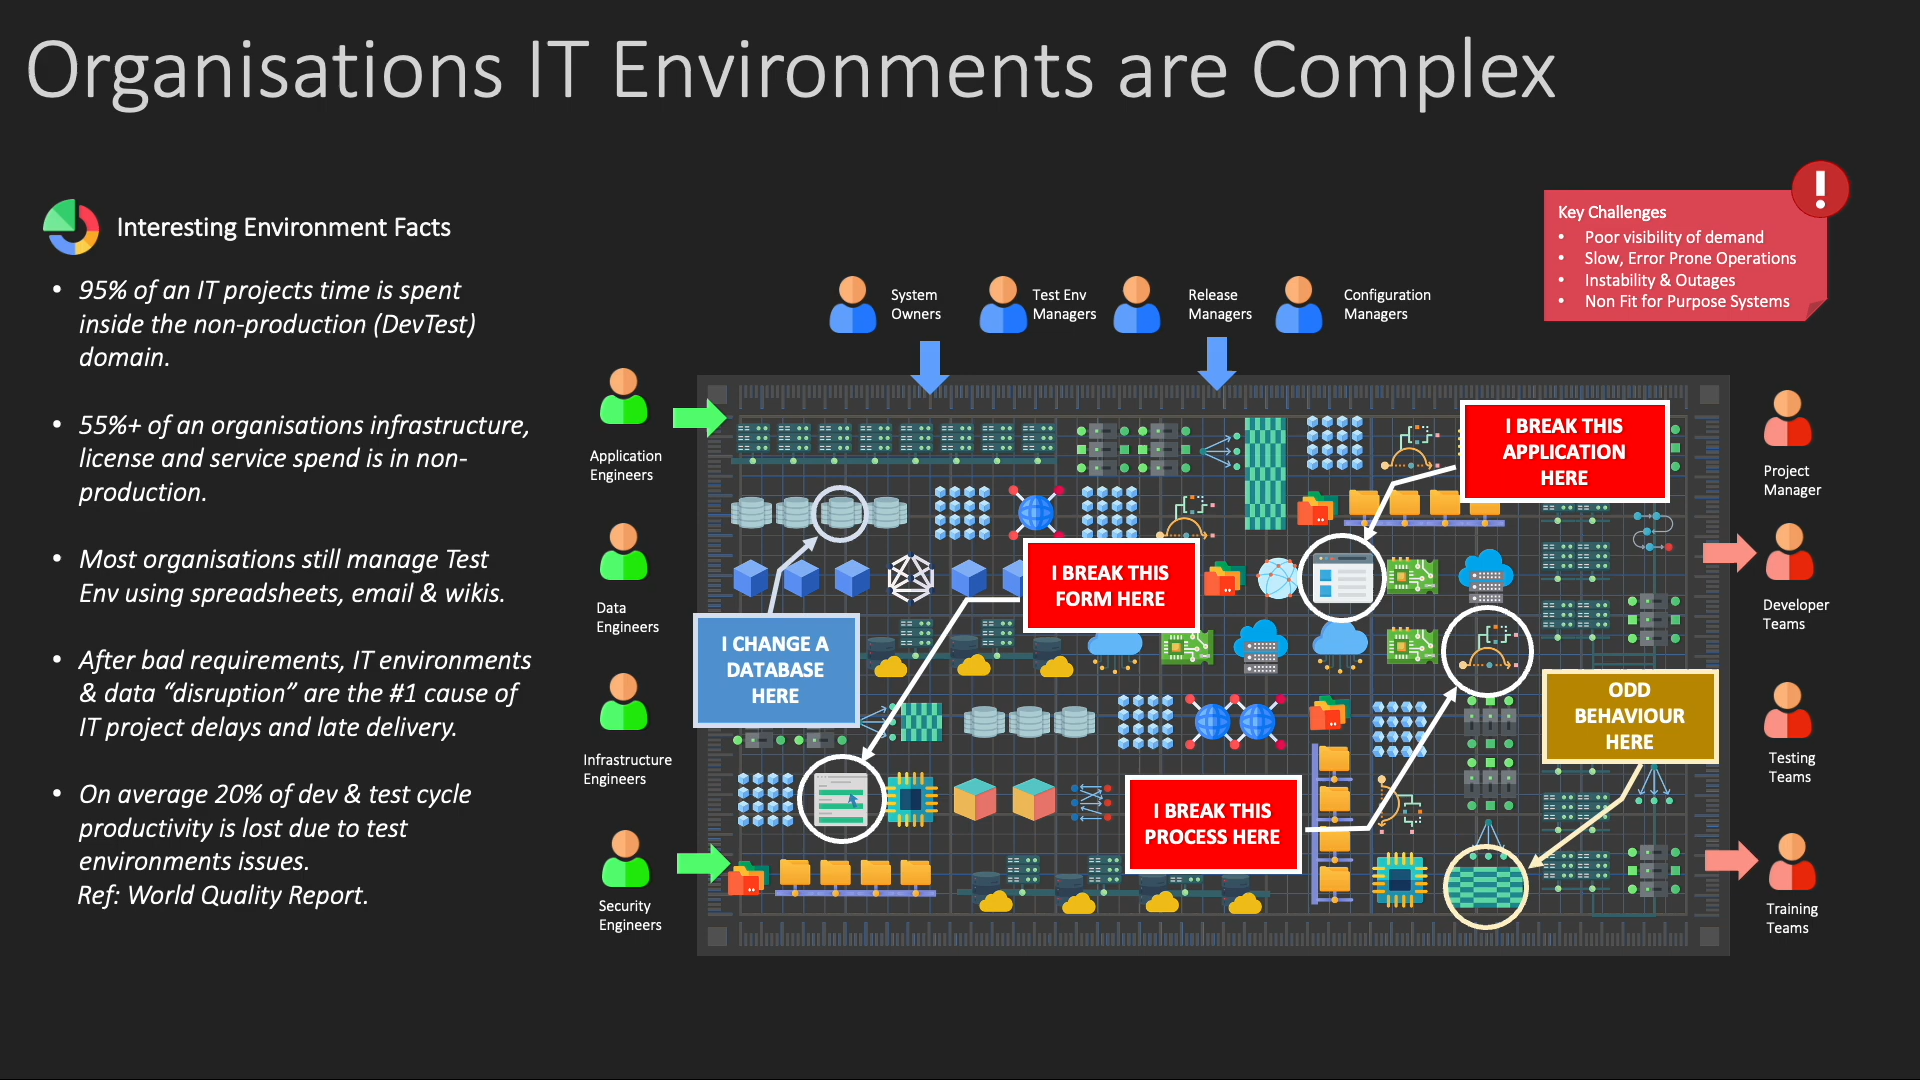 Organisations IT Environments are Complex
Interesting Environment Facts
• 95% of an IT projects time is spent
inside the non-production (DevTest)
domain.
• 55%+ of an organisations infrastructure,
license and service spend is in non-
production.
• Most organisations still manage Test
Env using spreadsheets, email & wikis.
• After bad requirements, IT environments
& data “disruption” are the #1 cause of
IT project delays and late delivery.
• On average 20% of dev & test cycle
productivity is lost due to test
environments issues.
Ref: World Quality Report.
!
Key Challenges
• Poor visibility of demand
• Slow, Error Prone Operations
• Instability & Outages
• Non Fit for Purpose Systems
System
Owners
Test Env
Managers
Release
Managers
Configuration
Managers
Application
Engineers
Data
Engineers
Infrastructure
Engineers
Security
Engineers
I BREAK THIS
APPLICATION
HERE
I BREAK THIS
FORM HERE
I CHANGE A
DATABASE
HERE
ODD
BEHAVIOUR
HERE
I BREAK THIS
PROCESS HERE
Project
Manager
Developer
Teams
Testing
Teams
Training
Teams